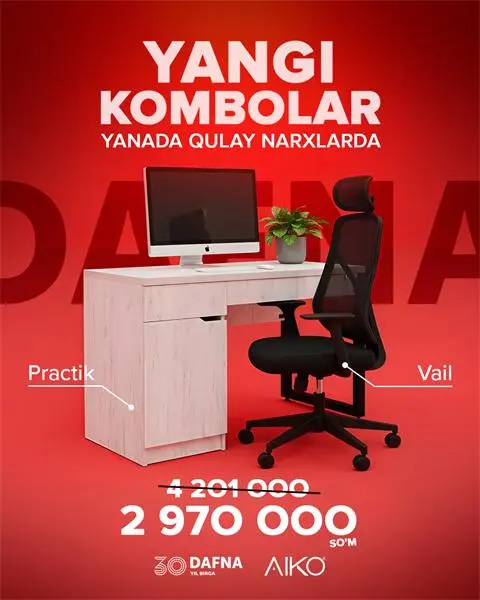 YANGI
KOMBOLAR
YANADA QULAY NARXLARDA
DAFNA
Practik
Vail
4 201 000
2 970 000
SO'M
30 DAFNA
YIL BIRGA
AIKO